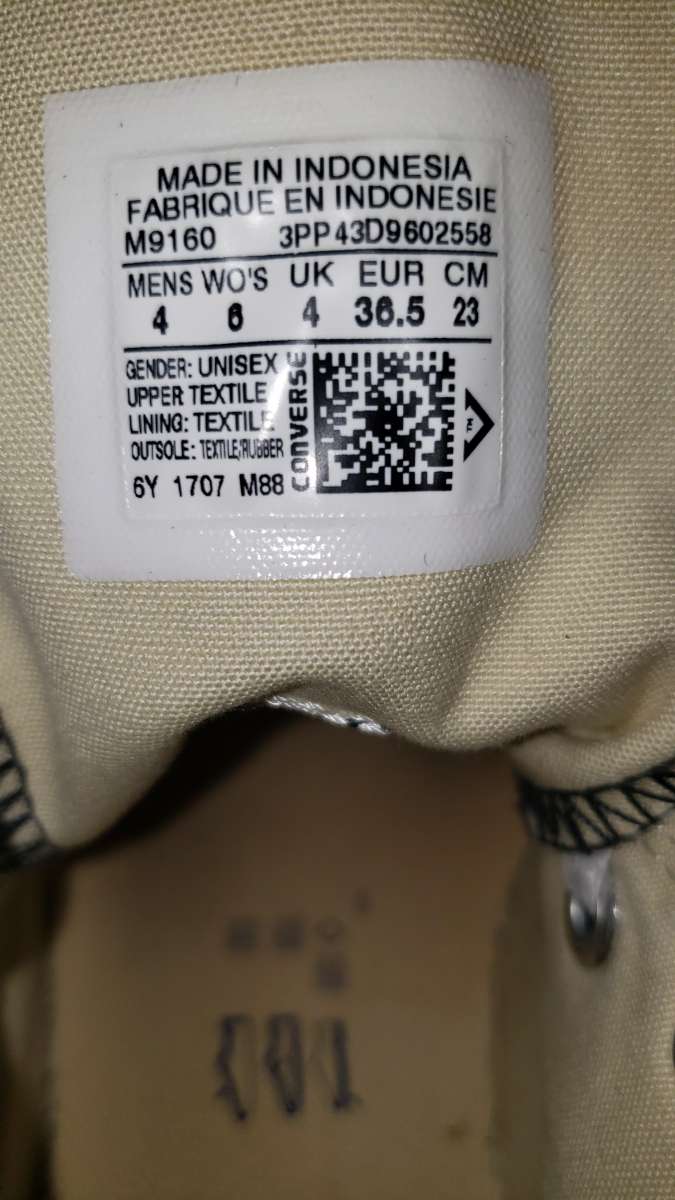 MADE IN INDONESIA
FABRIQUE EN INDONESIE
M9160 3PP43D9602558
MENS WO'S UK EUR CM
4 6 4 36.5 23
GENDER: UNISEX
UPPER TEXTILE
LINING: TEXTILE
OUTSOLE: TEXTILE/RUBBER
6Y 1707 M88
CONVERSE
E